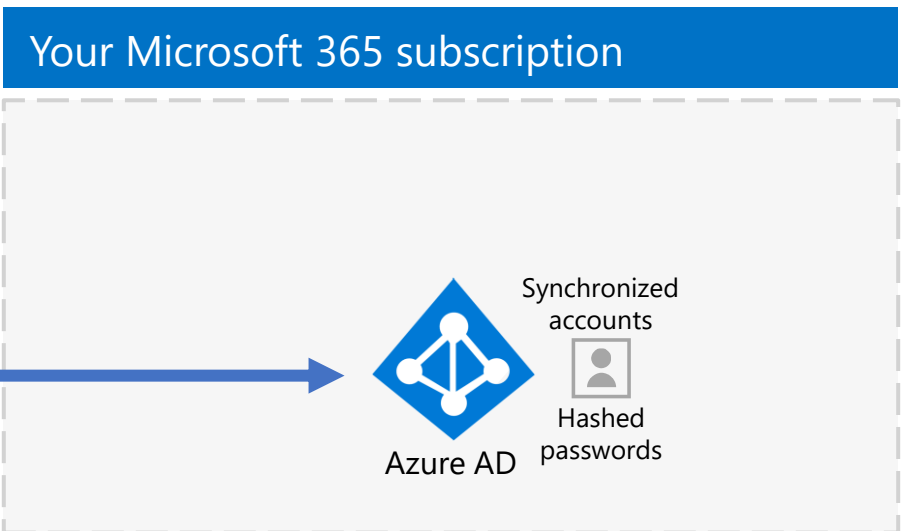 Your Microsoft 365 subscription
Synchronized
accounts
Hashed
passwords
Azure AD